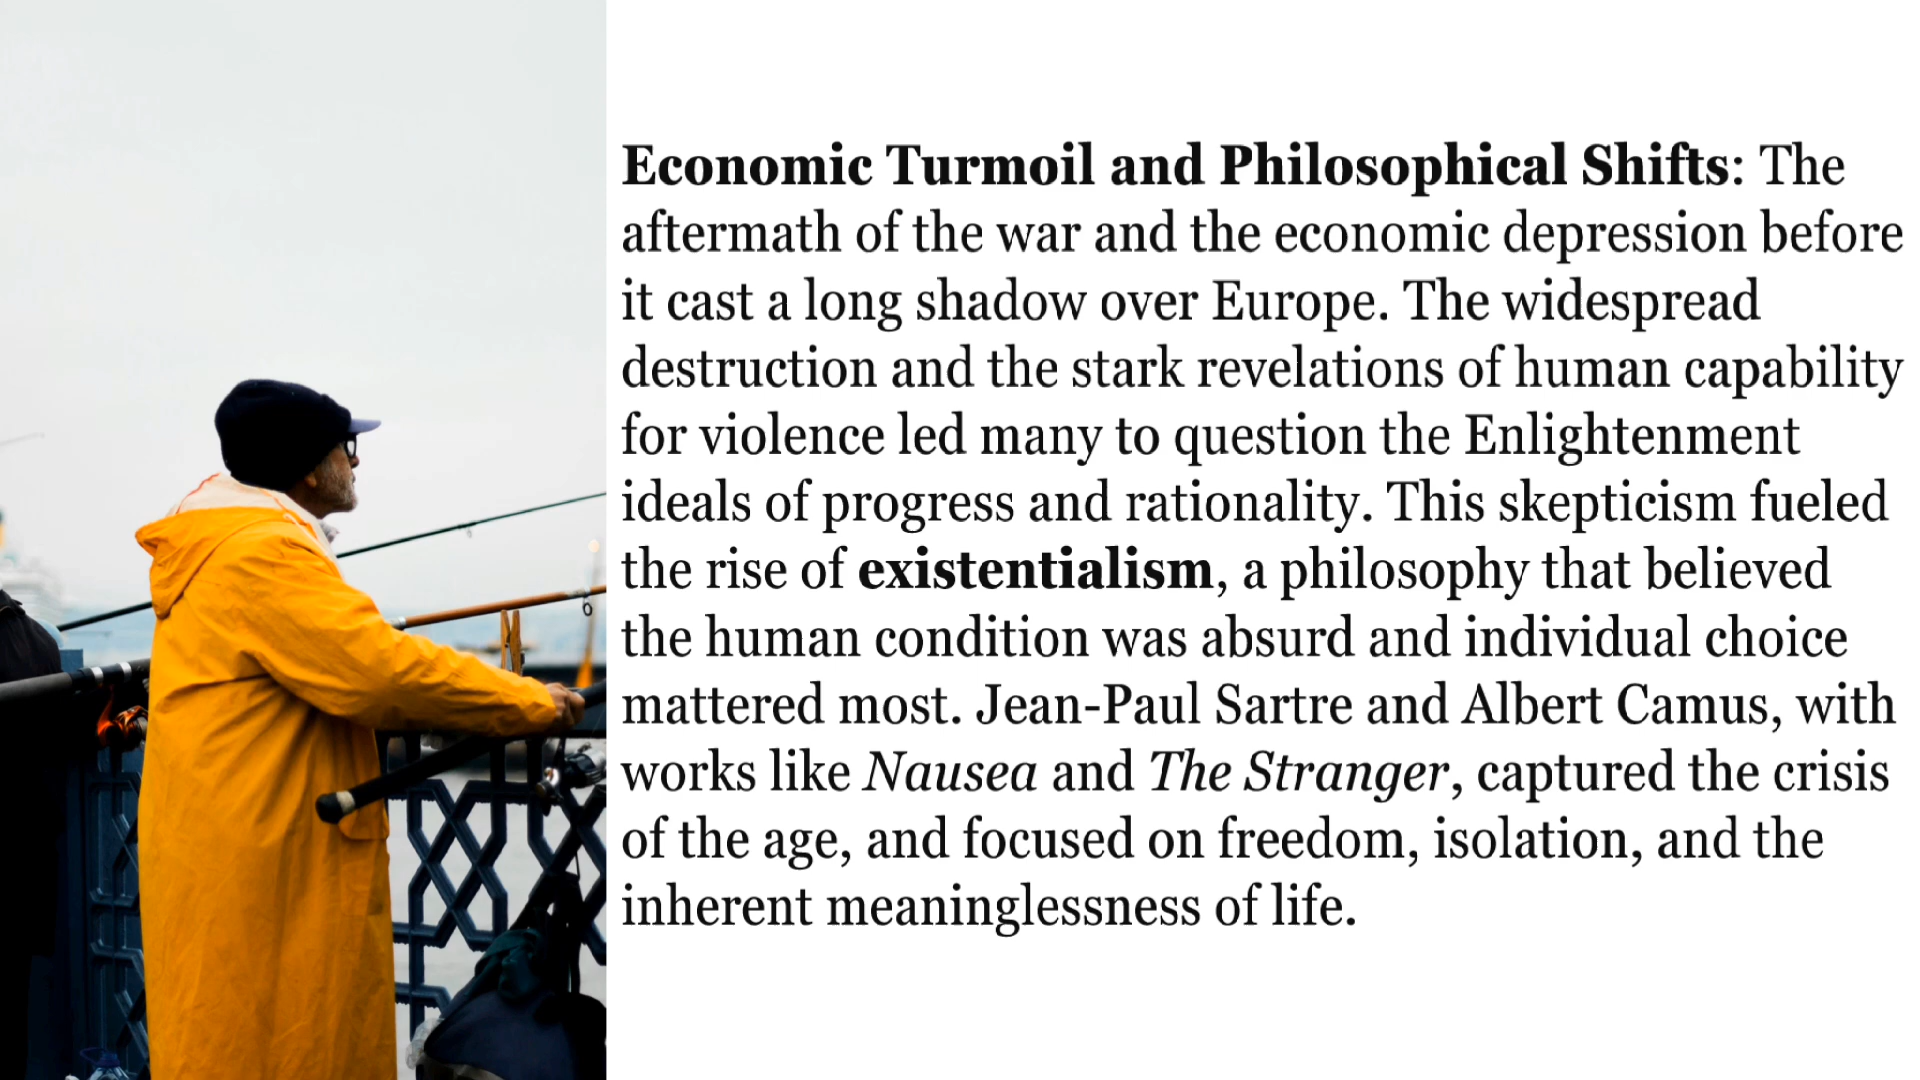 Economic Turmoil and Philosophical Shifts: The
aftermath of the war and the economic depression before
it cast a long shadow over Europe. The widespread
destruction and the stark revelations of human capability
for violence led many to question the Enlightenment
ideals of progress and rationality. This skepticism fueled
the rise of existentialism, a philosophy that believed
the human condition was absurd and individual choice
mattered most. Jean-Paul Sartre and Albert Camus, with
works like Nausea and The Stranger, captured the crisis
of the age, and focused on freedom, isolation, and the
inherent meaninglessness of life.